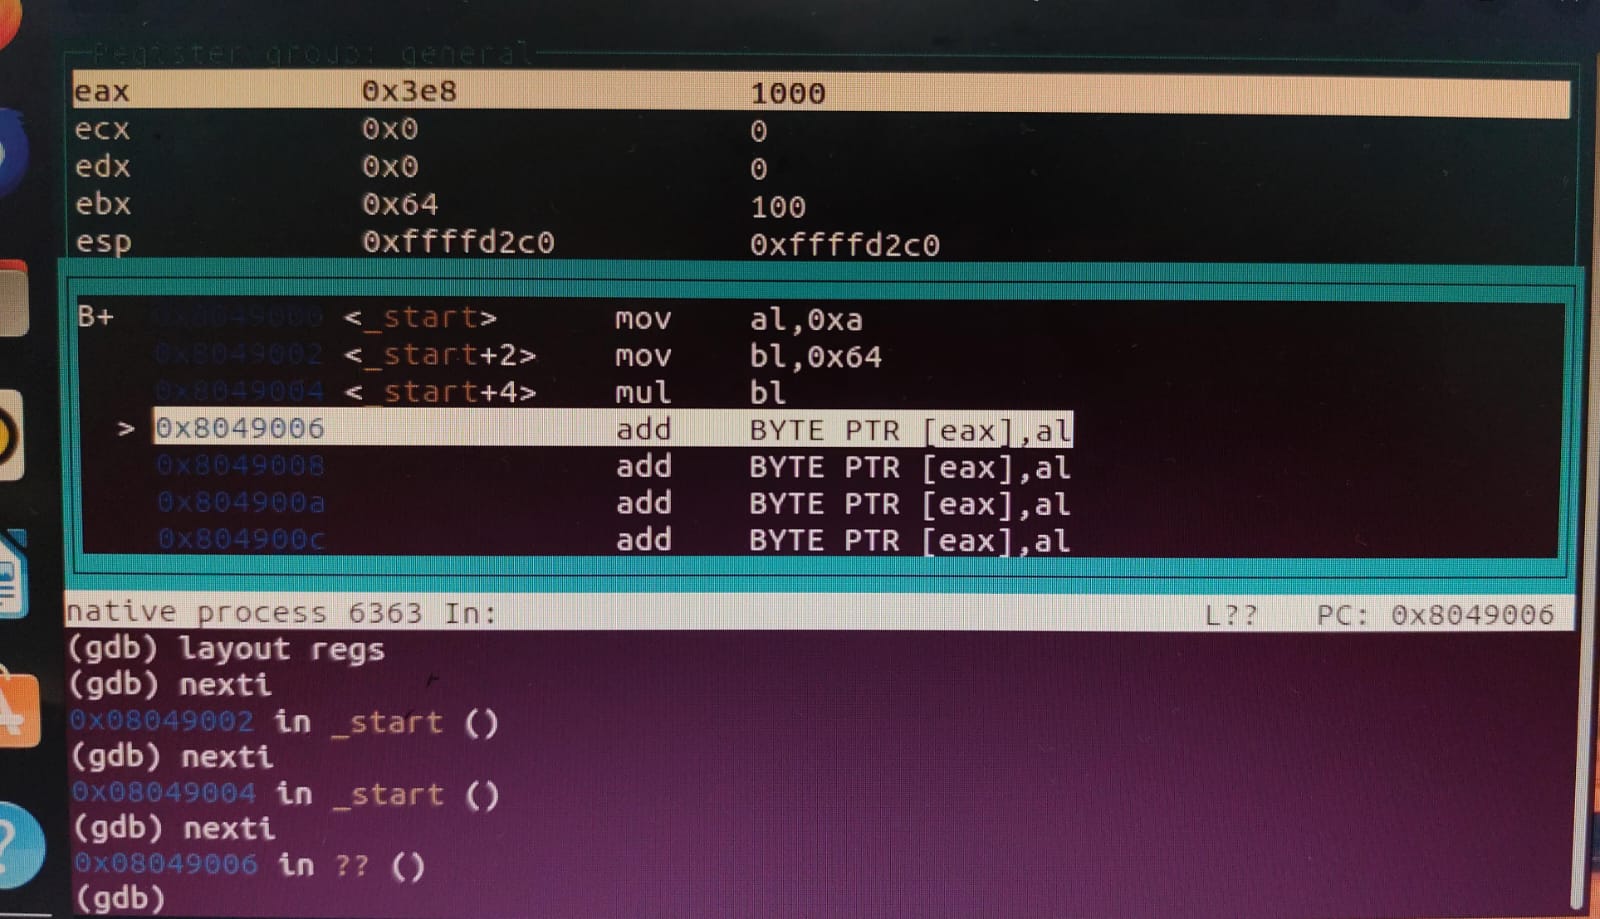 Register group: general
eax 0x3e8 1000
ecx 0x0 0
edx 0x0 0
ebx 0x64 100
esp 0xffffd2c0 0xffffd2c0
B+ 0x8049000 <_start> mov al,0xa
0x8049002 <_start+2> mov bl,0x64
0x8049004 <_start+4> mul bl
> 0x8049006 add BYTE PTR [eax],al
0x8049008 add BYTE PTR [eax],al
0x804900a add BYTE PTR [eax],al
0x804900c add BYTE PTR [eax],al
native process 6363 In: L?? PC: 0x8049006
(gdb) layout regs
(gdb) nexti
0x08049002 in _start ()
(gdb) nexti
0x08049004 in _start ()
(gdb) nexti
0x08049006 in ?? ()
(gdb)